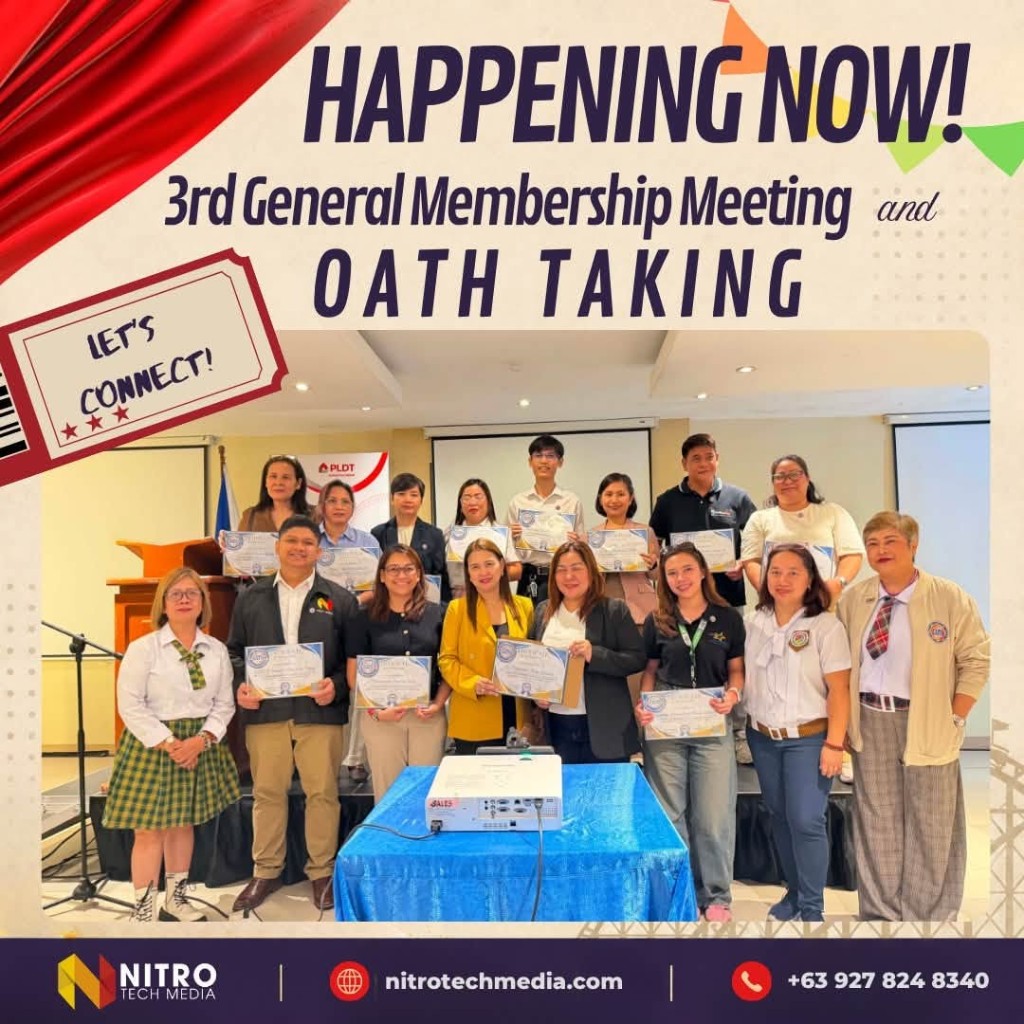 HAPPENING NOW!
3rd General Membership Meeting and
OATH TAKING
LET'S
CONNECT!
PLDT
SALES
NITRO
TECH MEDIA
nitrotechmedia.com
+63 927 824 8340